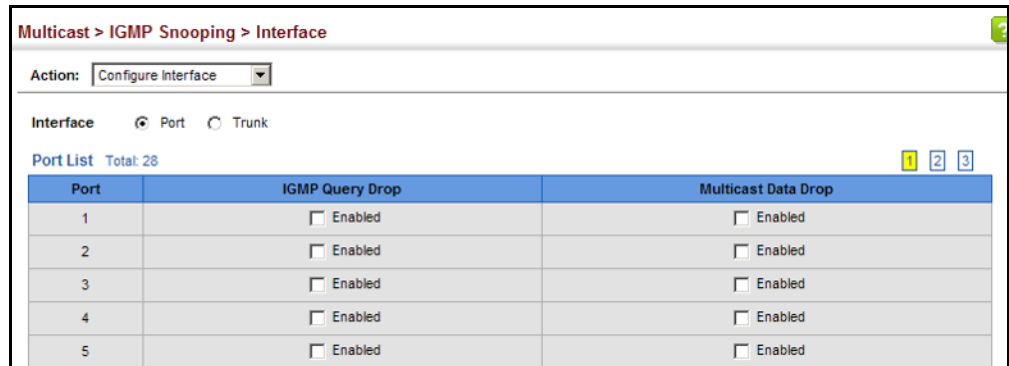 Multicast > IGMP Snooping > Interface
?
Action: Configure Interface
Interface Port Trunk
Port List Total: 28 1 2 3
Port IGMP Query Drop Multicast Data Drop
1 Enabled Enabled
2 Enabled Enabled
3 Enabled Enabled
4 Enabled Enabled
5 Enabled Enabled